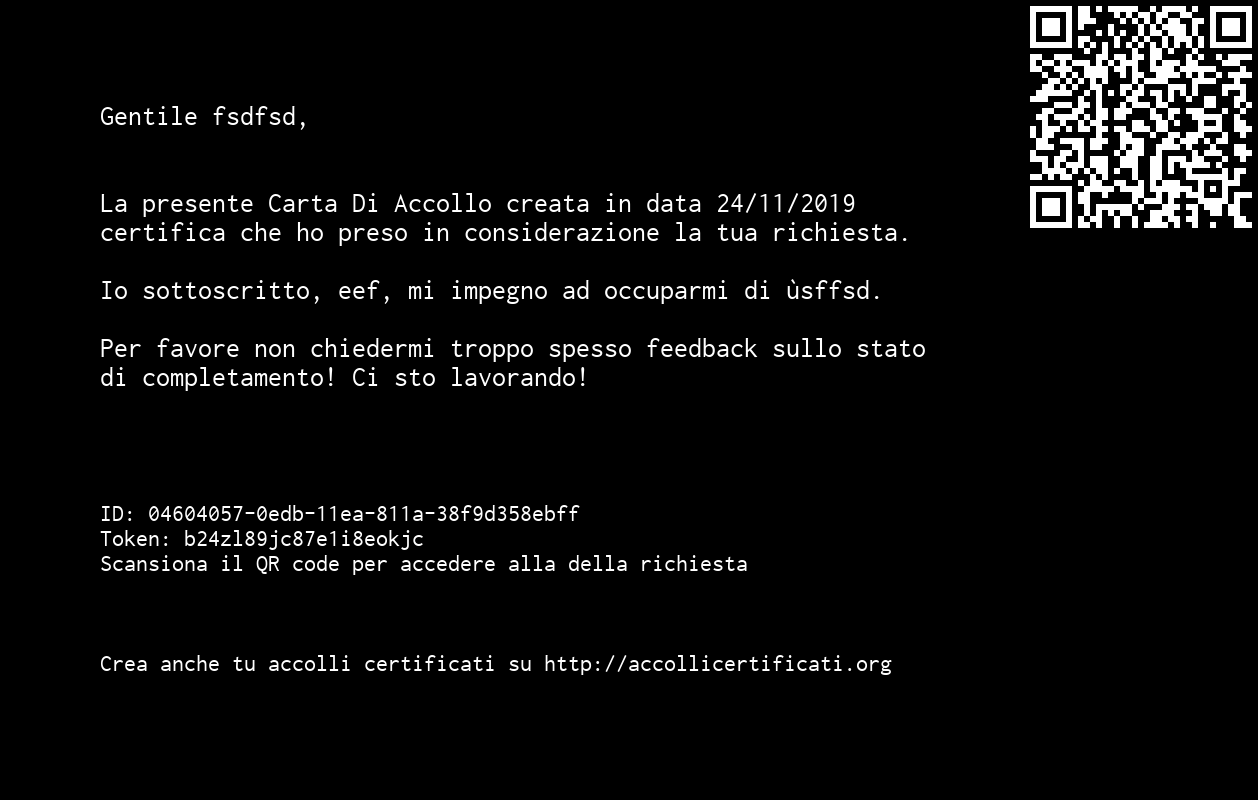 Gentile fsdfsd,
La presente Carta Di Accollo creata in data 24/11/2019
certifica che ho preso in considerazione la tua richiesta.
Io sottoscritto, eef, mi impegno ad occuparmi di ùsffsd.
Per favore non chiedermi troppo spesso feedback sullo stato
di completamento! Ci sto lavorando!
ID: 04604057-0edb-11ea-811a-38f9d358ebff
Token: b24zl89jc87e1i8eokjc
Scansiona il QR code per accedere alla della richiesta
Crea anche tu accolli certificati su http://accollicertificati.org